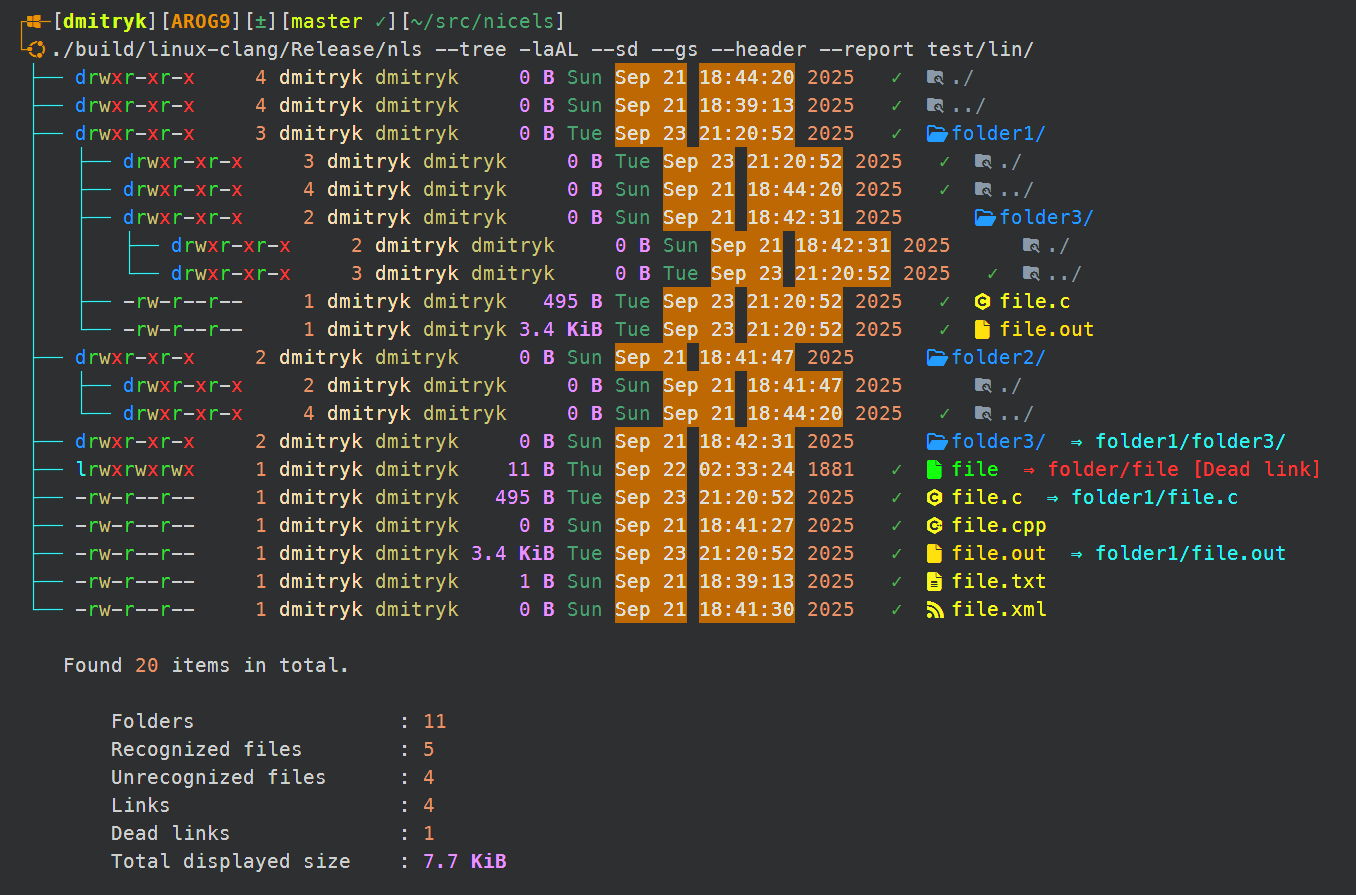 [dmitryk][AROG9][±][master ✓][~/src/nicels]
./build/linux-clang/Release/nls --tree -laAL --sd --gs --header --report test/lin/
├── drwxr-xr-x     4 dmitryk dmitryk     0 B Sun Sep 21 18:44:20 2025   ✓  ./
├── drwxr-xr-x     4 dmitryk dmitryk     0 B Sun Sep 21 18:39:13 2025   ✓  ../
├── drwxr-xr-x     3 dmitryk dmitryk     0 B Tue Sep 23 21:20:52 2025   ✓  folder1/
│   ├── drwxr-xr-x     3 dmitryk dmitryk     0 B Tue Sep 23 21:20:52 2025   ✓  ./
│   ├── drwxr-xr-x     4 dmitryk dmitryk     0 B Sun Sep 21 18:44:20 2025   ✓  ../
│   ├── drwxr-xr-x     2 dmitryk dmitryk     0 B Sun Sep 21 18:42:31 2025      folder3/
│   │   ├── drwxr-xr-x     2 dmitryk dmitryk     0 B Sun Sep 21 18:42:31 2025      ./
│   │   └── drwxr-xr-x     3 dmitryk dmitryk     0 B Tue Sep 23 21:20:52 2025   ✓  ../
│   ├── -rw-r--r--     1 dmitryk dmitryk   495 B Tue Sep 23 21:20:52 2025   ✓  file.c
│   └── -rw-r--r--     1 dmitryk dmitryk 3.4 KiB Tue Sep 23 21:20:52 2025   ✓  file.out
├── drwxr-xr-x     2 dmitryk dmitryk     0 B Sun Sep 21 18:41:47 2025      folder2/
│   ├── drwxr-xr-x     2 dmitryk dmitryk     0 B Sun Sep 21 18:41:47 2025      ./
│   └── drwxr-xr-x     4 dmitryk dmitryk     0 B Sun Sep 21 18:44:20 2025   ✓  ../
├── drwxr-xr-x     2 dmitryk dmitryk     0 B Sun Sep 21 18:42:31 2025      folder3/  ⇒ folder1/folder3/
├── lrwxrwxrwx     1 dmitryk dmitryk    11 B Thu Sep 22 02:33:24 1881   ✓  file  ⇒ folder/file [Dead link]
├── -rw-r--r--     1 dmitryk dmitryk   495 B Tue Sep 23 21:20:52 2025   ✓  file.c  ⇒ folder1/file.c
├── -rw-r--r--     1 dmitryk dmitryk     0 B Sun Sep 21 18:41:27 2025   ✓  file.cpp
├── -rw-r--r--     1 dmitryk dmitryk 3.4 KiB Tue Sep 23 21:20:52 2025   ✓  file.out  ⇒ folder1/file.out
├── -rw-r--r--     1 dmitryk dmitryk     1 B Sun Sep 21 18:39:13 2025   ✓  file.txt
└── -rw-r--r--     1 dmitryk dmitryk     0 B Sun Sep 21 18:41:30 2025   ✓  file.xml
Found 20 items in total.
Folders                 : 11
Recognized files        : 5
Unrecognized files      : 4
Links                   : 4
Dead links              : 1
Total displayed size    : 7.7 KiB